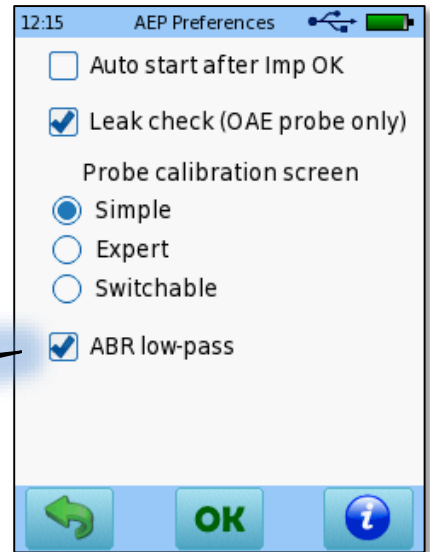 12:15 AEP Preferences
Auto start after Imp OK
Leak check (OAE probe only)
Probe calibration screen
Simple
Expert
Switchable
ABR low-pass
OK
i